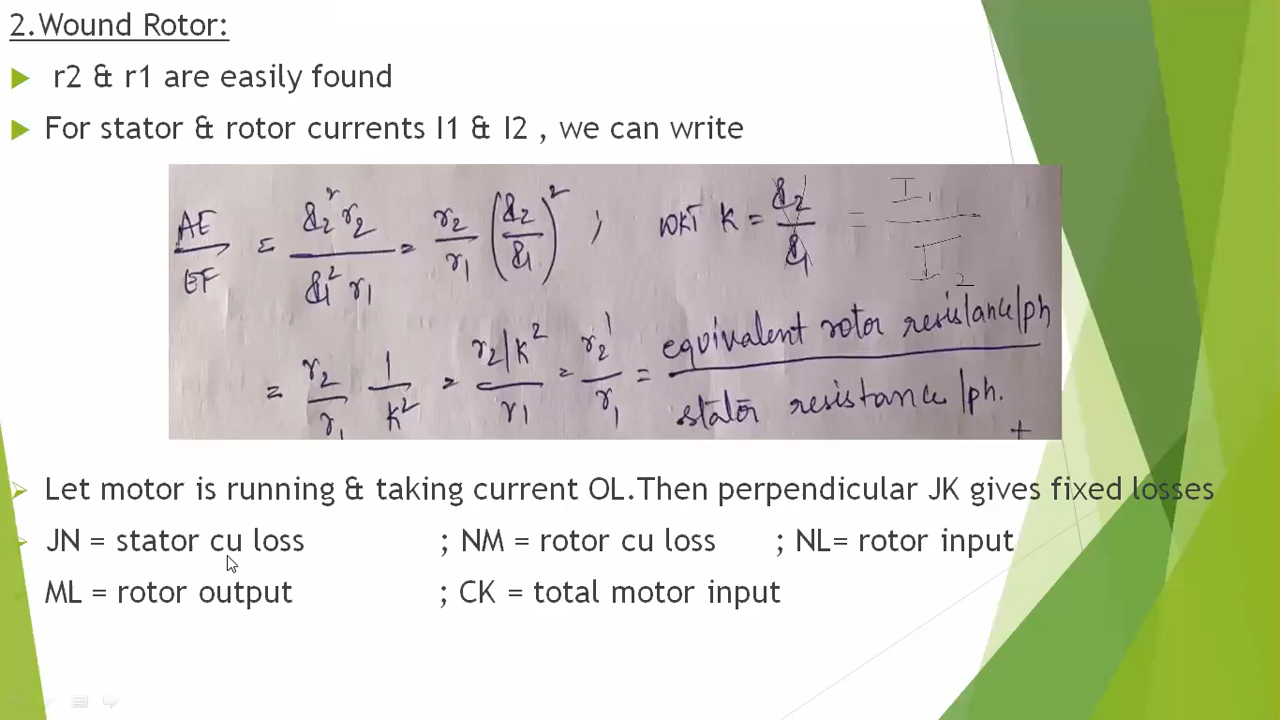 2.Wound Rotor:
r2 & r1 are easily found
For stator & rotor currents I1 & I2 , we can write
AE/EF = I₂² r₂ / I₁² r₁ = r₂/r₁ (I₂/I₁)² ; WKT K = I₂/I₁ = I₁/I₂
= r₂/r₁ 1/K² = r₂/K² / r₁ = r₂'/r₁ = equivalent rotor resistance/ph / stator resistance/ph.
Let motor is running & taking current OL.Then perpendicular JK gives fixed losses
JN = stator cu loss ; NM = rotor cu loss ; NL= rotor input
ML = rotor output ; CK = total motor input